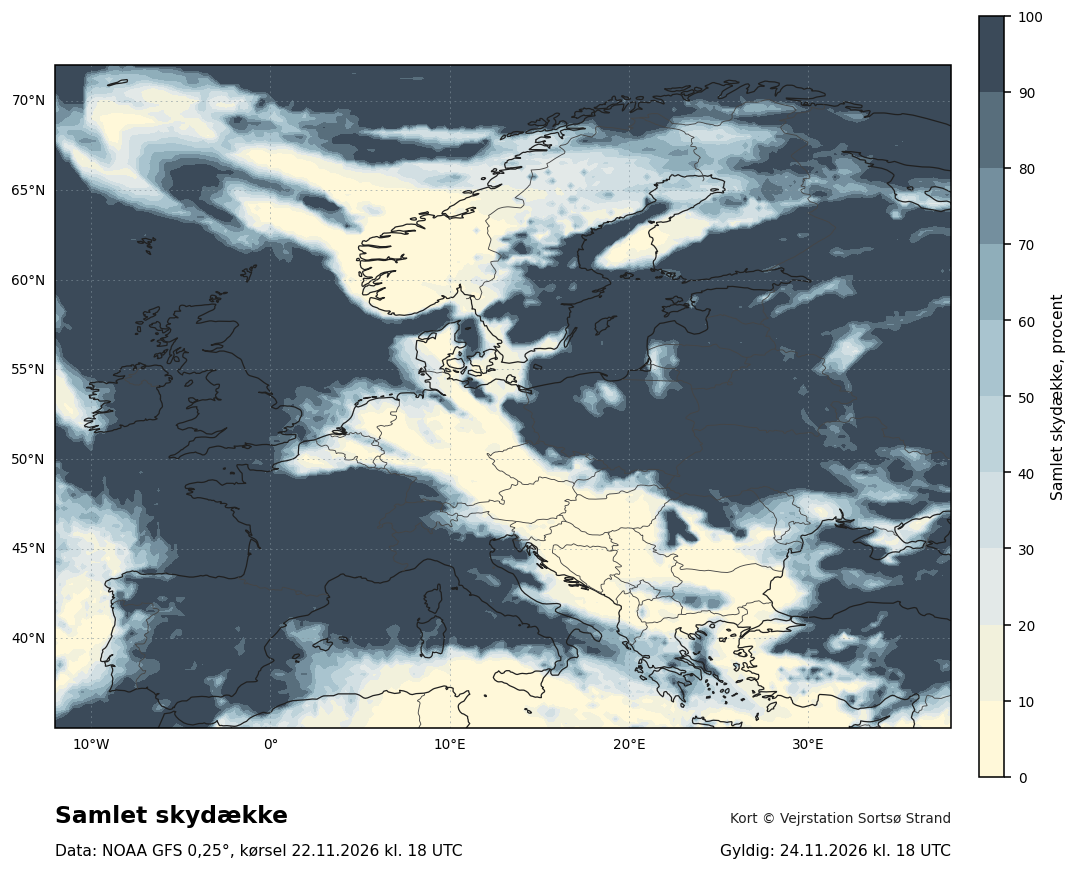 70°N
65°N
60°N
55°N
50°N
45°N
40°N
10°W
0°
10°E
20°E
30°E
100
90
80
70
60
50
40
30
20
10
0
Samlet skydække, procent
Samlet skydække
Data: NOAA GFS 0,25°, kørsel 22.11.2026 kl. 18 UTC
Kort © Vejrstation Sortsø Strand
Gyldig: 24.11.2026 kl. 18 UTC